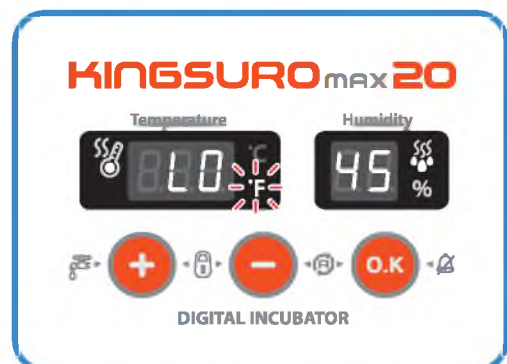 KINGSURO MAX 20
Temperature Humidity
LO °C °F 45 %
+ − O.K
DIGITAL INCUBATOR